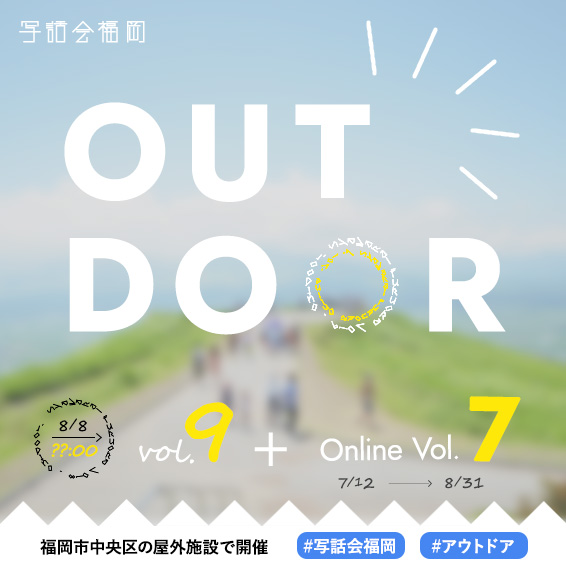 写話会福岡
OUT
DOOR
8/8
??:00
vol.9 + Online Vol.7
7/12 → 8/31
福岡市中央区の屋外施設で開催 #写話会福岡 #アウトドア